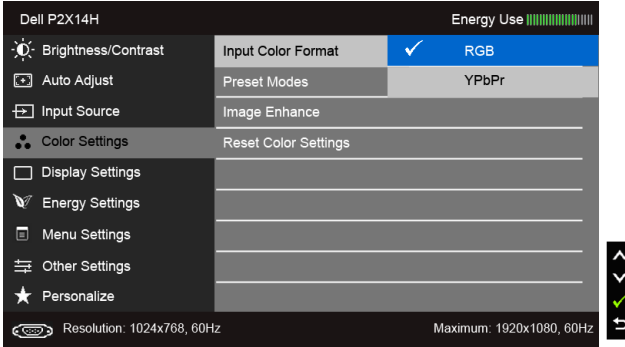 Dell P2X14H Energy Use
Brightness/Contrast Input Color Format RGB
Auto Adjust Preset Modes YPbPr
Input Source Image Enhance
Color Settings Reset Color Settings
Display Settings
Energy Settings
Menu Settings
Other Settings
Personalize
Resolution: 1024x768, 60Hz Maximum: 1920x1080, 60Hz